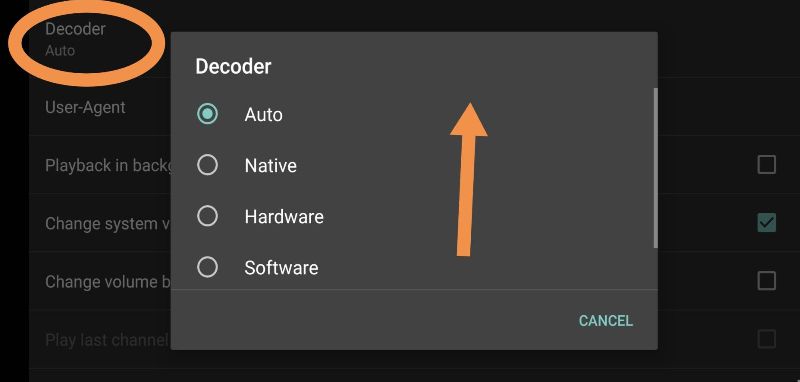 Decoder
Auto
Decoder
Auto
User-Agent
Native
Playback in backg
Hardware
Change system v
Software
Change volume b
CANCEL
Play last channel